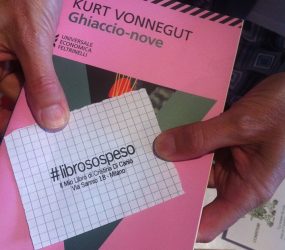 KURT VONNEGUT
Ghiaccio-nove
UNIVERSALE
ECONOMICA
FELTRINELLI
#librosospeso
Il Mio Libro di Cristina Di Canio
Via Sannio 18 - Milano